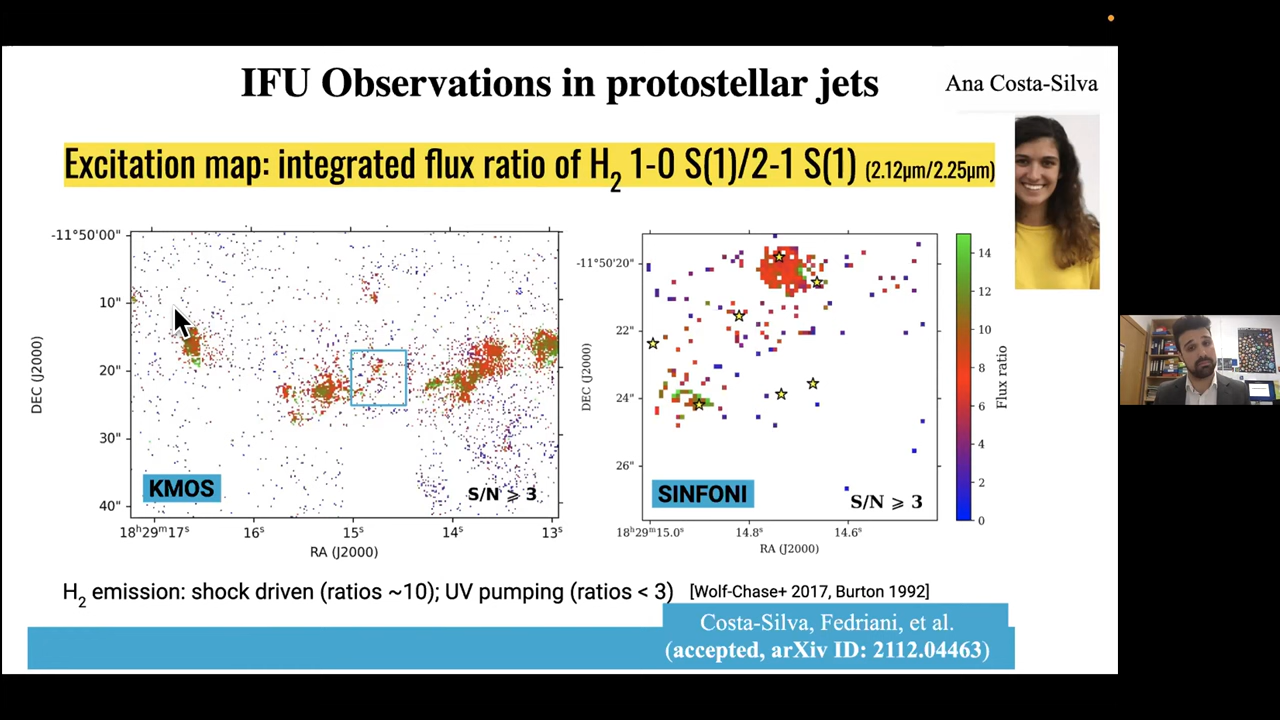 IFU Observations in protostellar jets
Ana Costa-Silva
Excitation map: integrated flux ratio of H₂ 1-0 S(1)/2-1 S(1) (2.12μm/2.25μm)
-11°50'00"
10"
20"
30"
40"
DEC (J2000)
KMOS
S/N ⩾ 3
18ʰ29ᵐ17ˢ 16ˢ 15ˢ 14ˢ 13ˢ
RA (J2000)
-11°50'20"
22"
24"
26"
DEC (J2000)
SINFONI
S/N ⩾ 3
18ʰ29ᵐ15.0ˢ 14.8ˢ 14.6ˢ
RA (J2000)
14
12
10
8
6
4
2
0
Flux ratio
H₂ emission: shock driven (ratios ~10); UV pumping (ratios < 3) [Wolf-Chase+ 2017, Burton 1992]
Costa-Silva, Fedriani, et al.
(accepted, arXiv ID: 2112.04463)